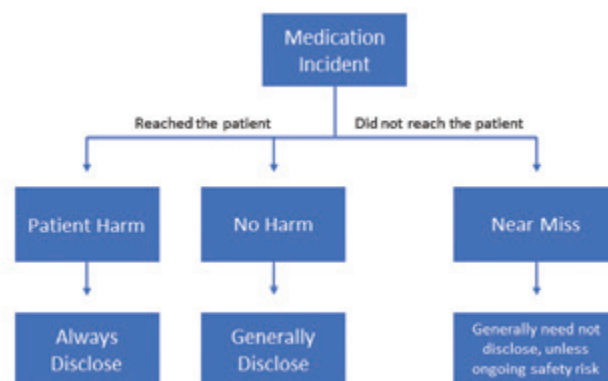 Medication
Incident
Reached the patient
Did not reach the patient
Patient Harm
No Harm
Near Miss
Always
Disclose
Generally
Disclose
Generally need not
disclose, unless
ongoing safety risk